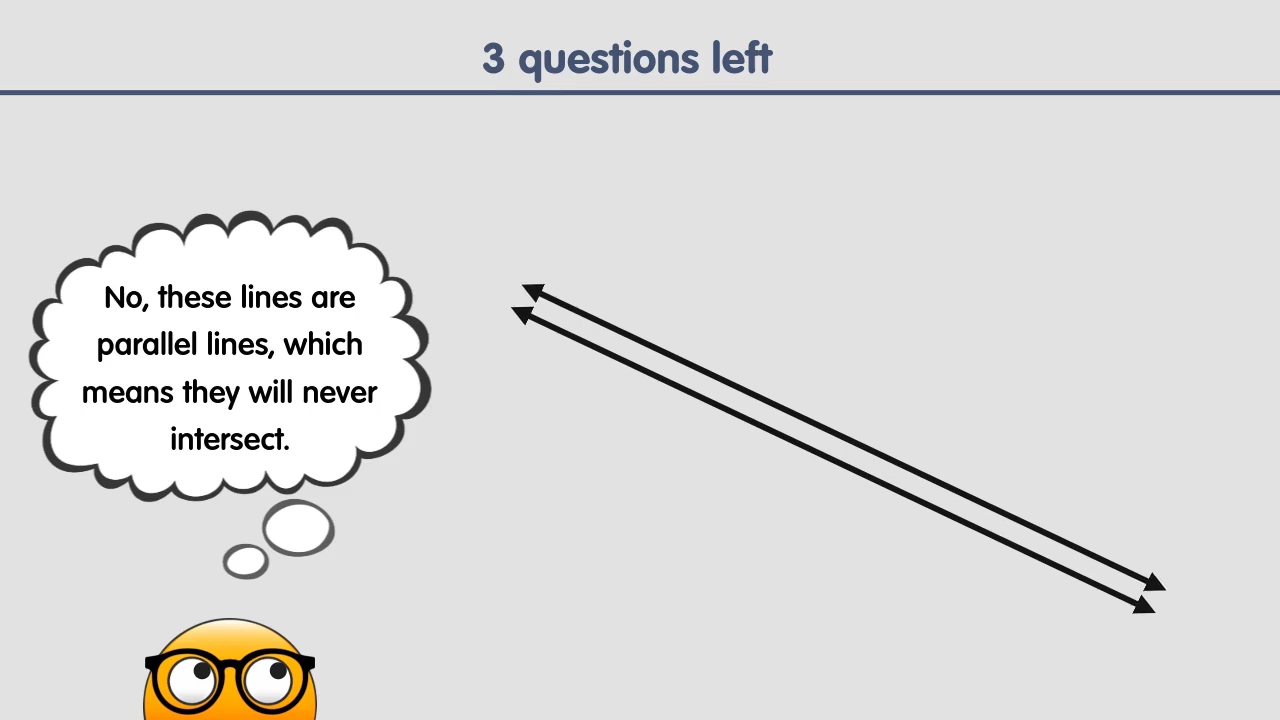 3 questions left
No, these lines are
parallel lines, which
means they will never
intersect.